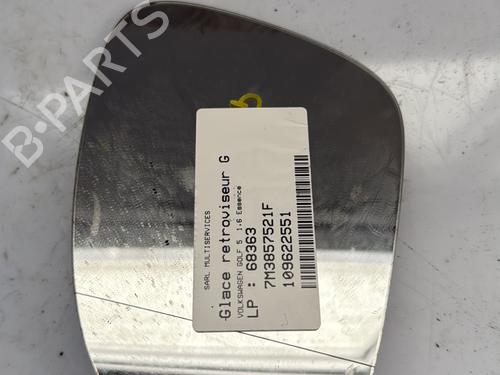 SARL MULTISERVICES
Glace retroviseur G
VOLKSWAGEN GOLF 5 1.6 Essence
LP : 68363
7M3857521F
109622551
B-PARTS